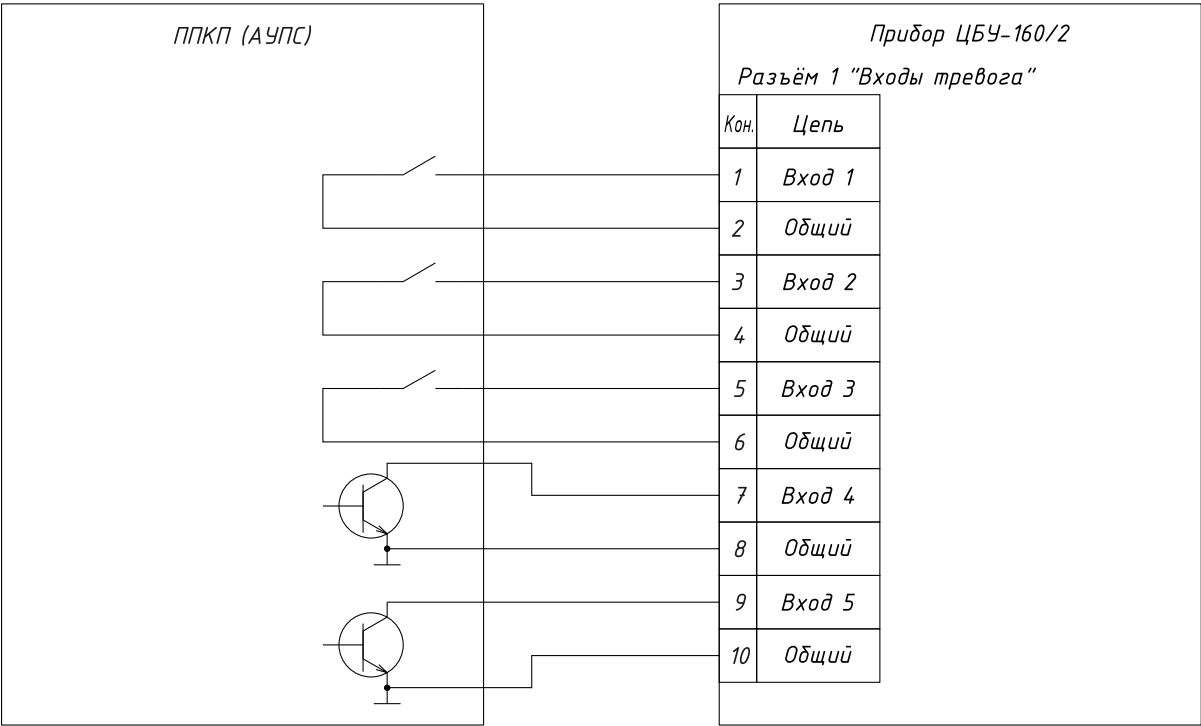 ППКП (АУПС)
Прибор ЦБУ-160/2
Разъём 1 "Входы тревога"
Кон. Цепь
1 Вход 1
2 Общий
3 Вход 2
4 Общий
5 Вход 3
6 Общий
7 Вход 4
8 Общий
9 Вход 5
10 Общий